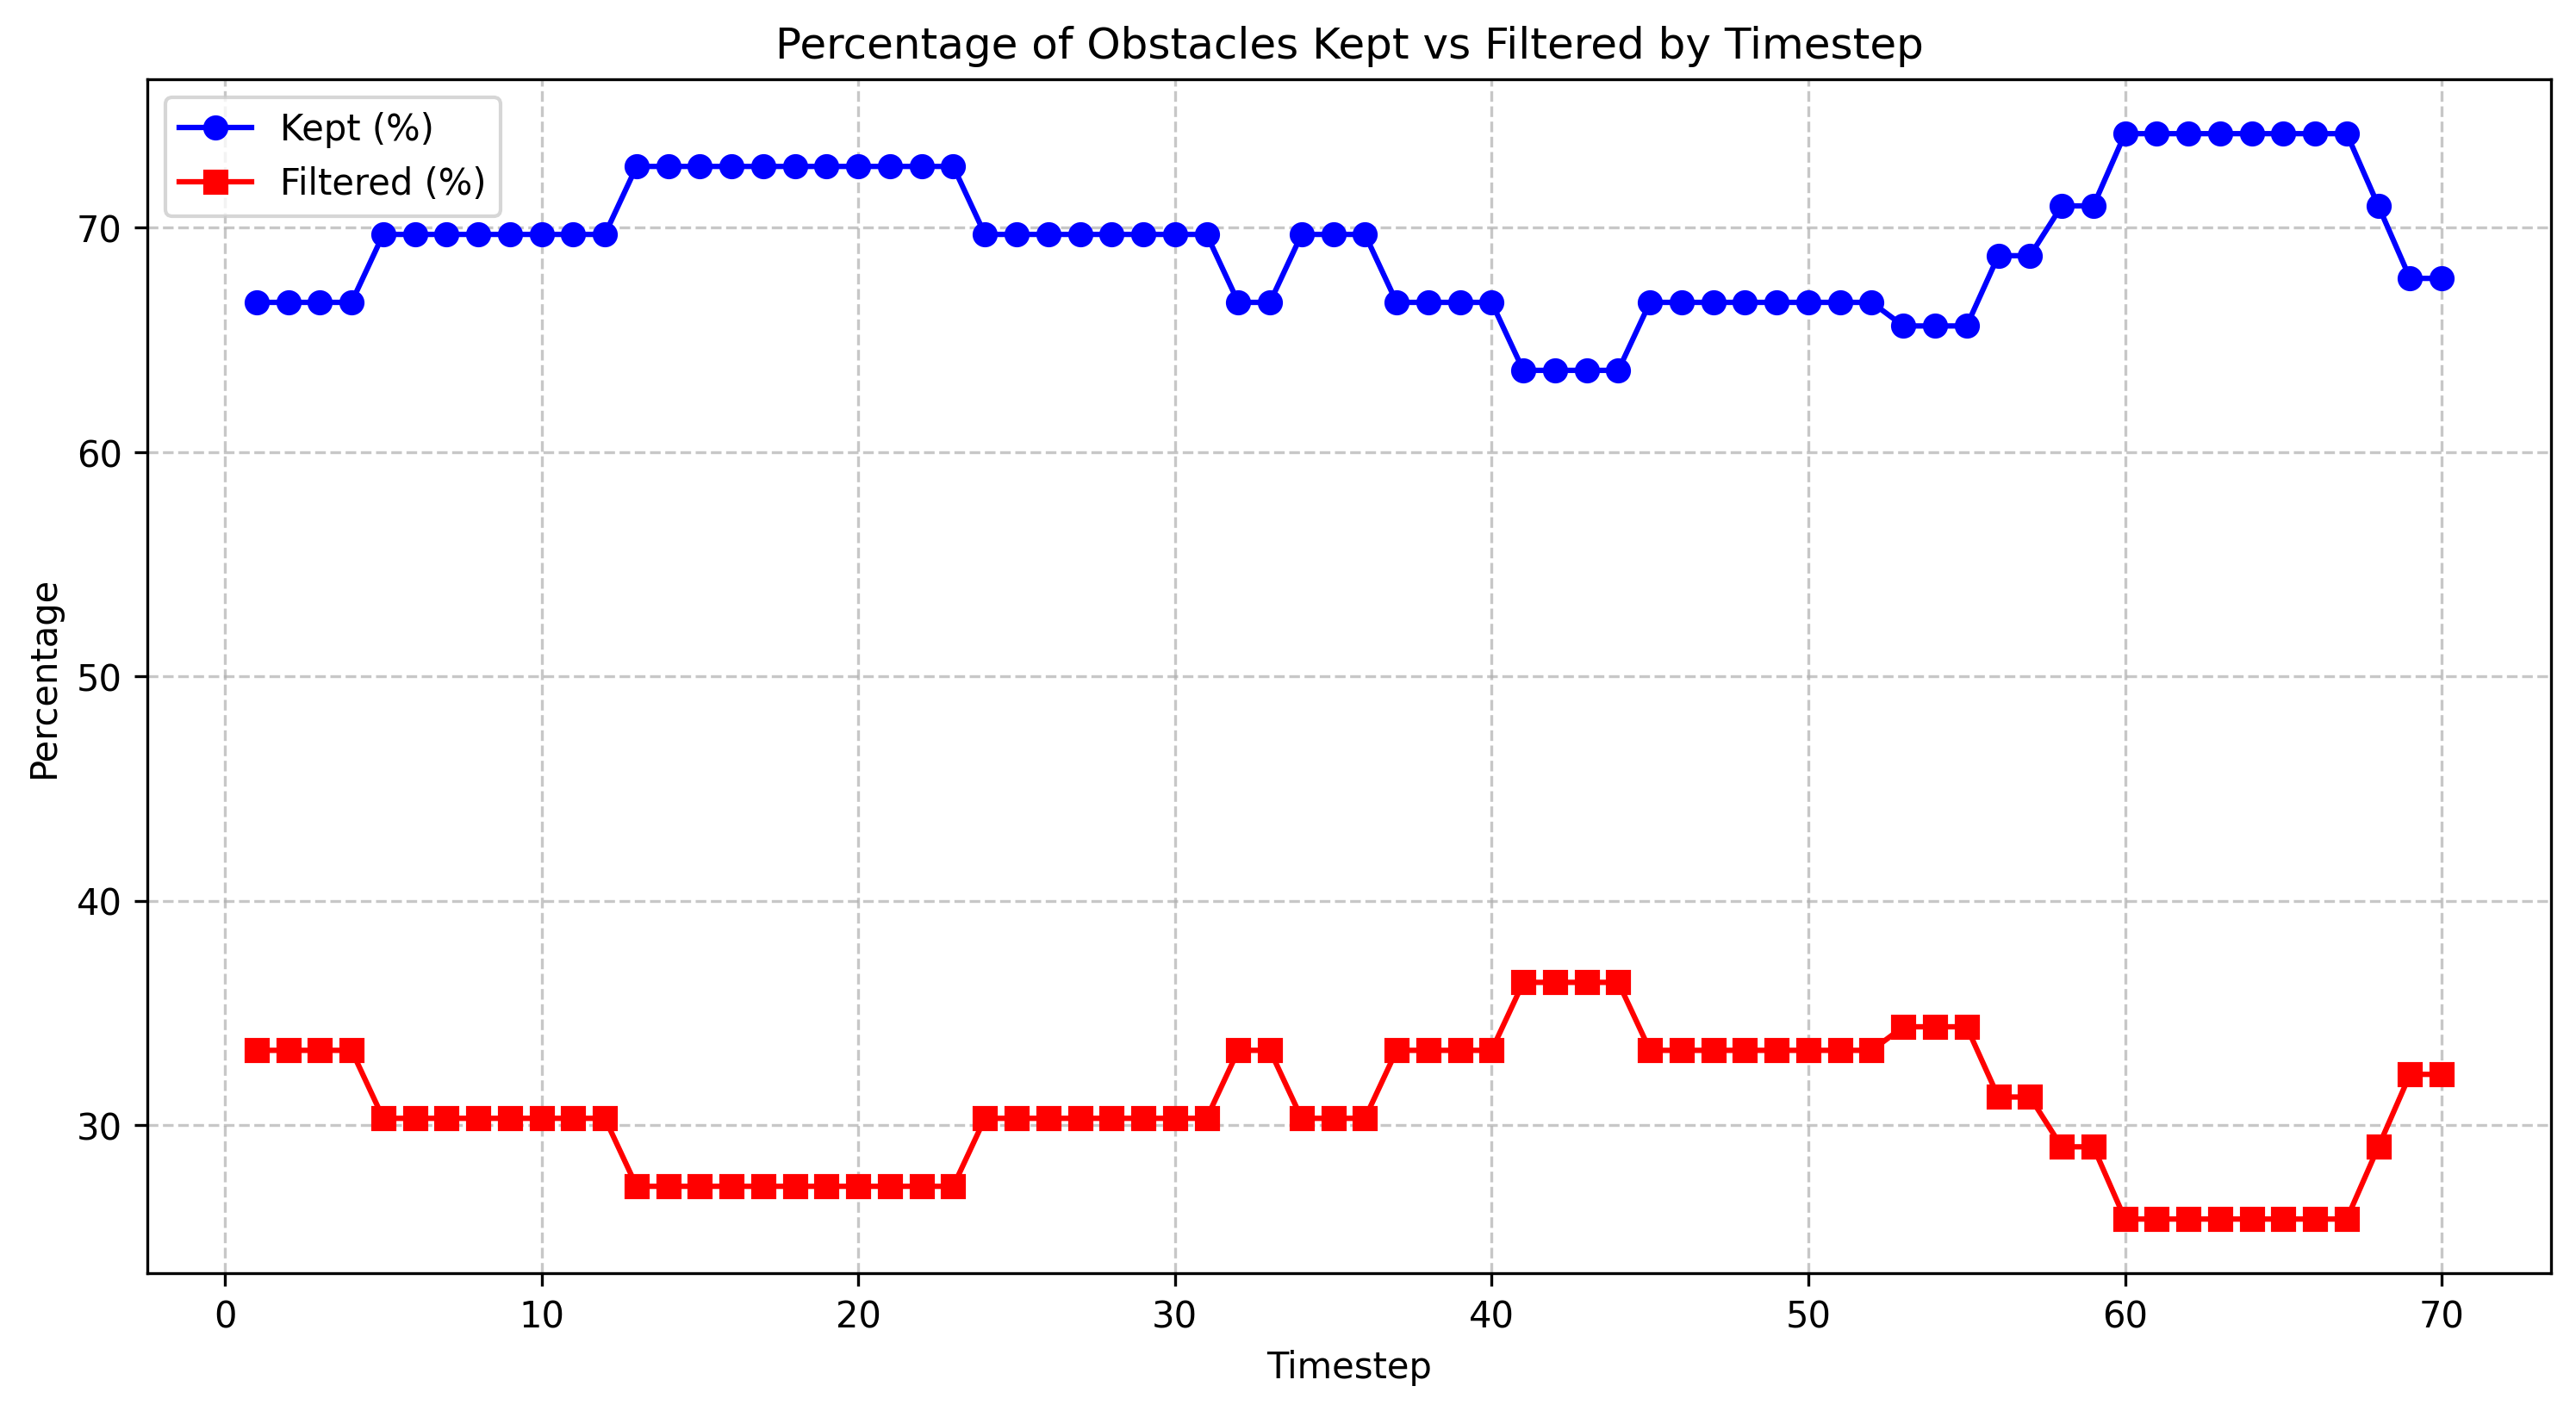 Percentage of Obstacles Kept vs Filtered by Timestep
Kept (%)
Filtered (%)
Percentage
70
60
50
40
30
0 10 20 30 40 50 60 70
Timestep